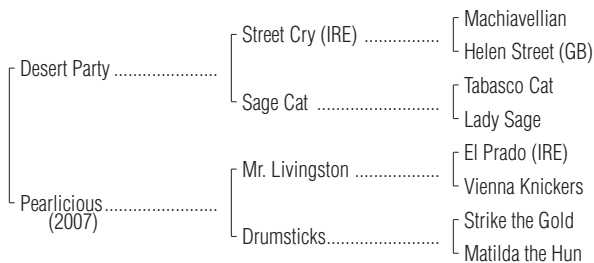 Machiavellian
Street Cry (IRE) ..................
Helen Street (GB)
Desert Party ........................
Tabasco Cat
Sage Cat .............................
Lady Sage
El Prado (IRE)
Mr. Livingston ....................
Vienna Knickers
Pearlicious..........................
(2007)
Strike the Gold
Drumsticks...........................
Matilda the Hun